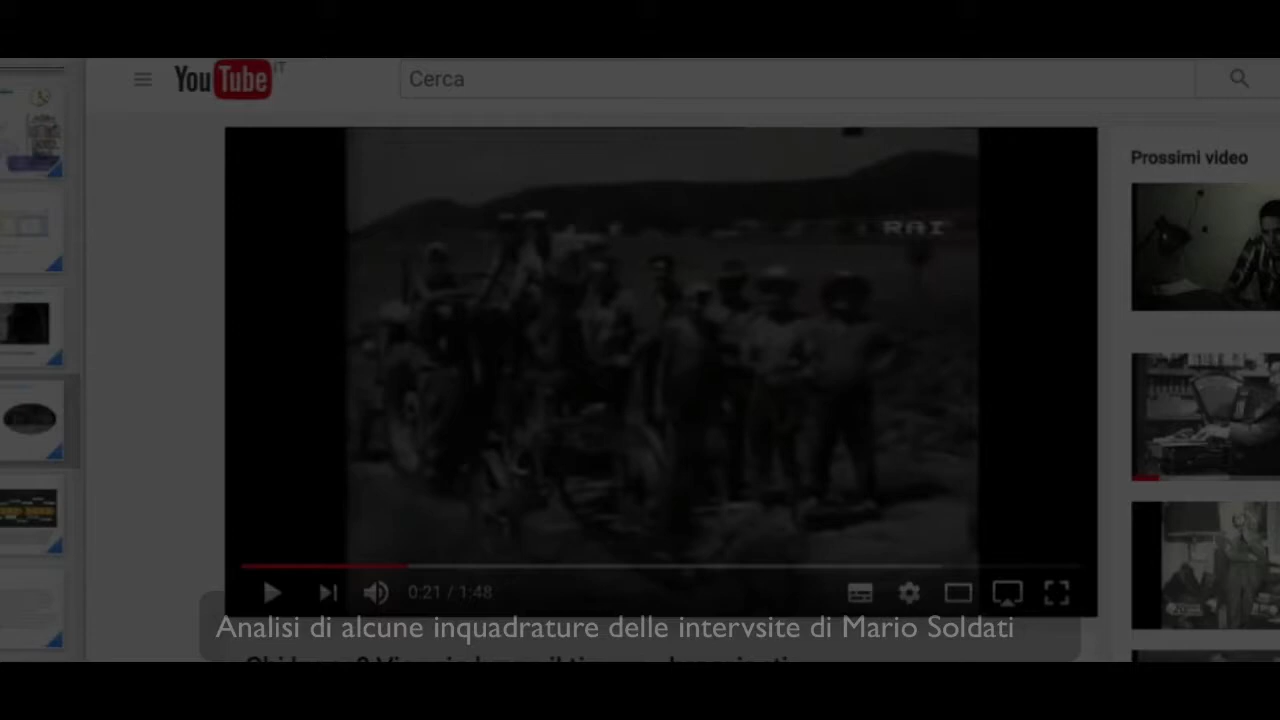 YouTube IT
Cerca
Prossimi video
RAI
0:21 / 1:48
Analisi di alcune inquadrature delle intervsite di Mario Soldati